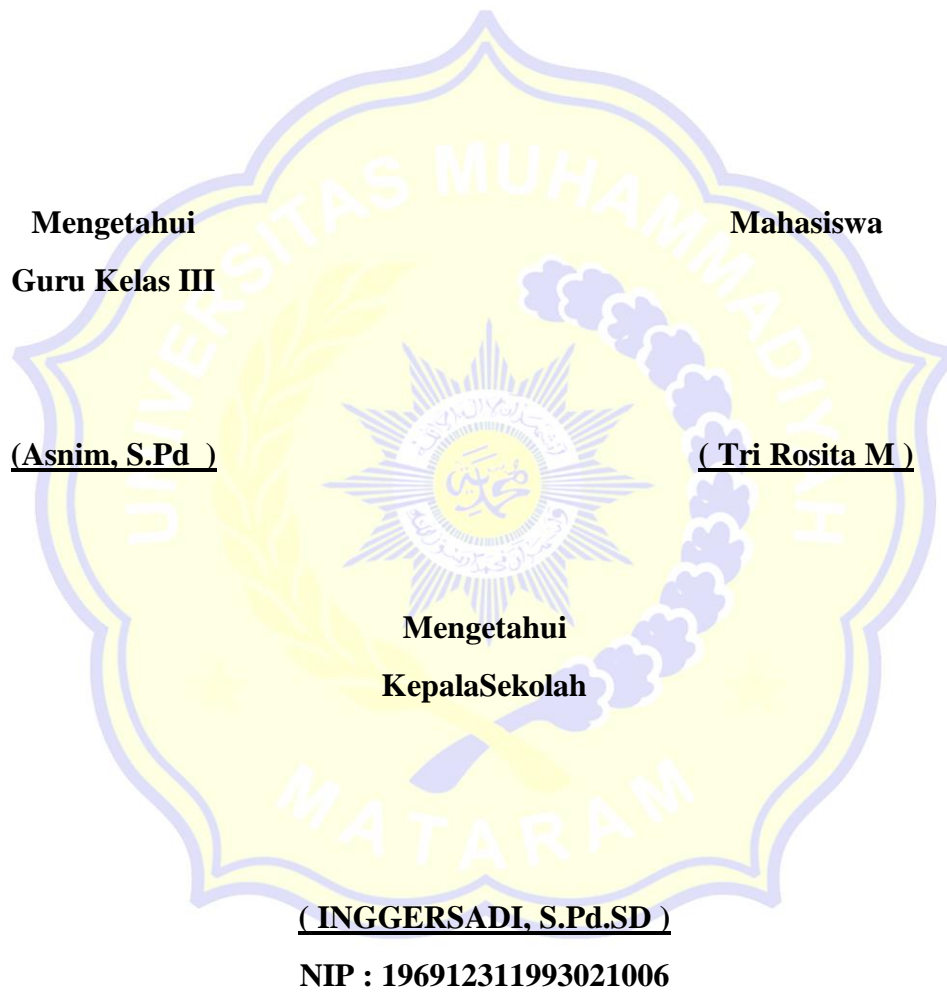 UNIVERSITAS MUHAMMADIYAH
Mengetahui
Mahasiswa
Guru Kelas III
(Asnim, S.Pd )
( Tri Rosita M )
Mengetahui
KepalaSekolah
MATARAM
( INGGERSADI, S.Pd.SD )
NIP : 196912311993021006